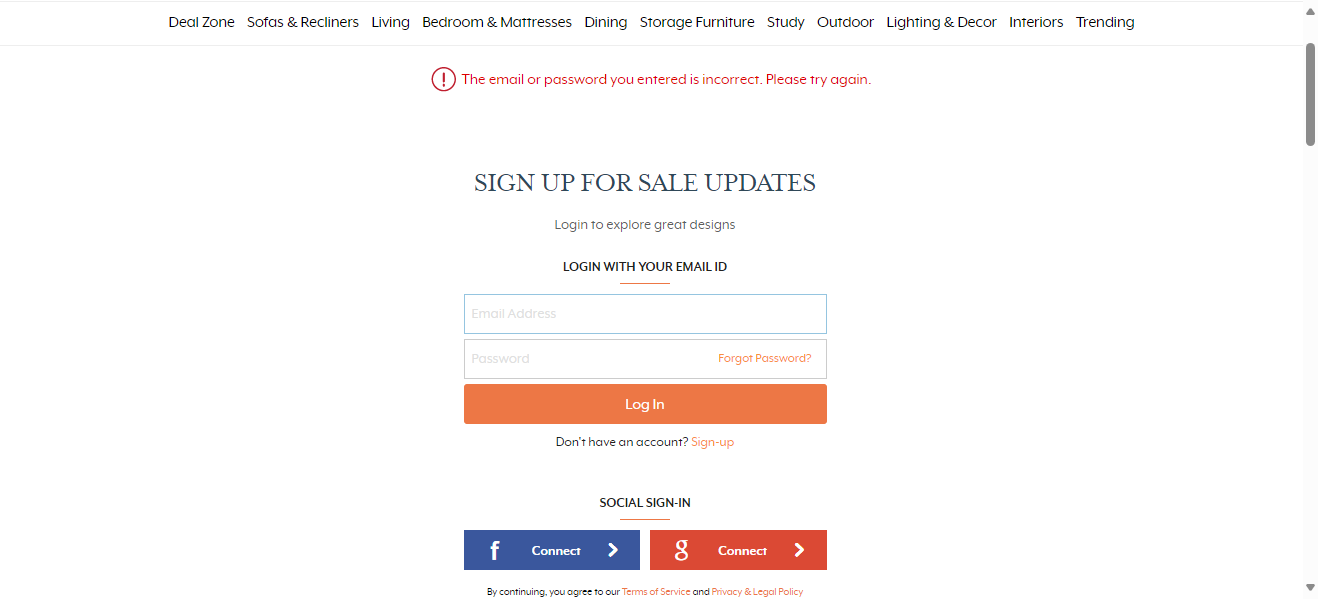 Deal Zone Sofas & Recliners Living Bedroom & Mattresses Dining Storage Furniture Study Outdoor Lighting & Decor Interiors Trending
The email or password you entered is incorrect. Please try again.
SIGN UP FOR SALE UPDATES
Login to explore great designs
LOGIN WITH YOUR EMAIL ID
Email Address
Password Forgot Password?
Log In
Don't have an account? Sign-up
SOCIAL SIGN-IN
f Connect g Connect
By continuing, you agree to our Terms of Service and Privacy & Legal Policy